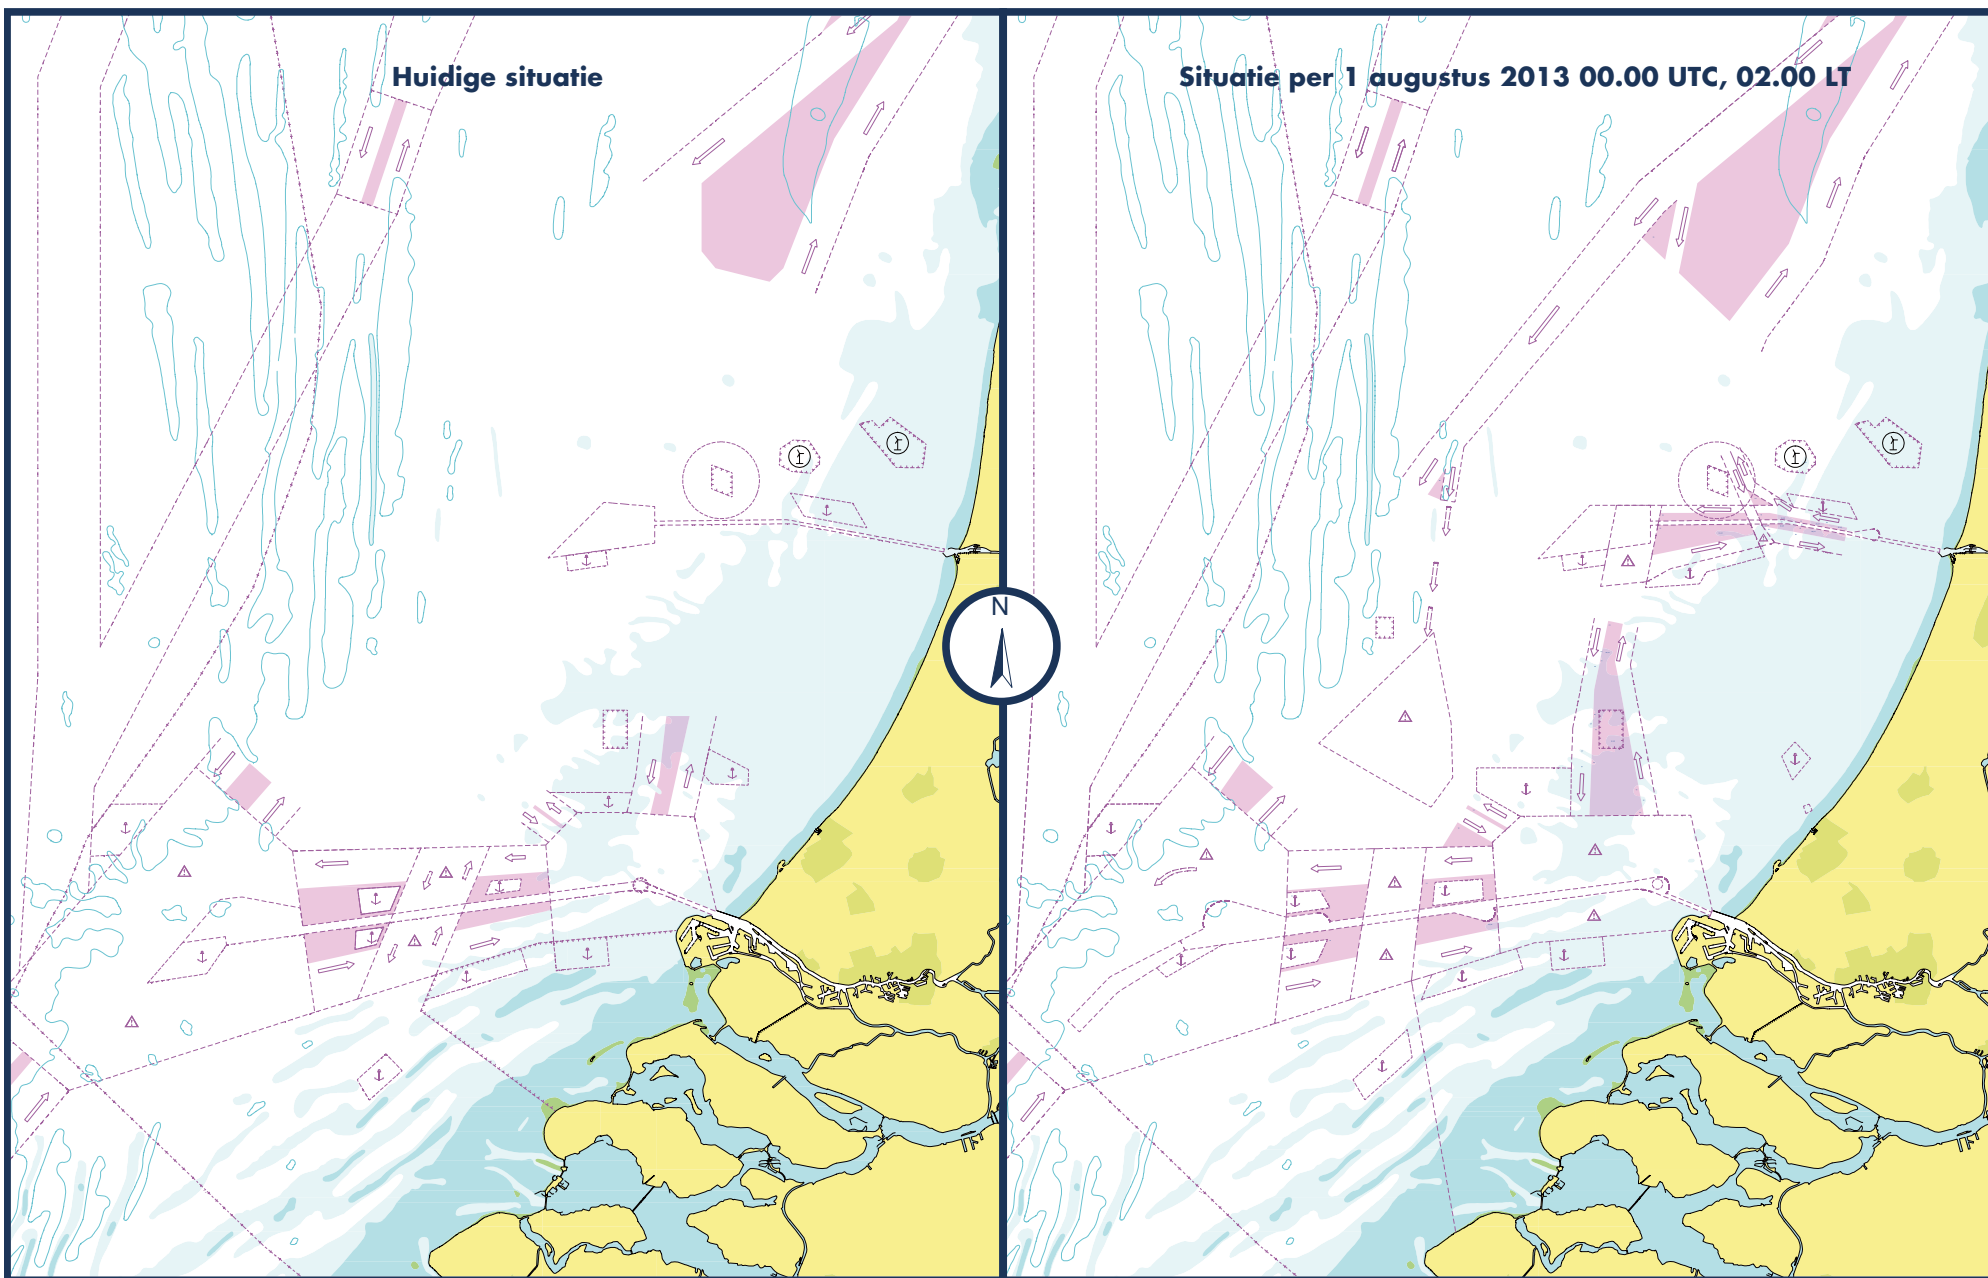 Huidige situatie
Situatie per 1 augustus 2013 00.00 UTC, 02.00 LT
N